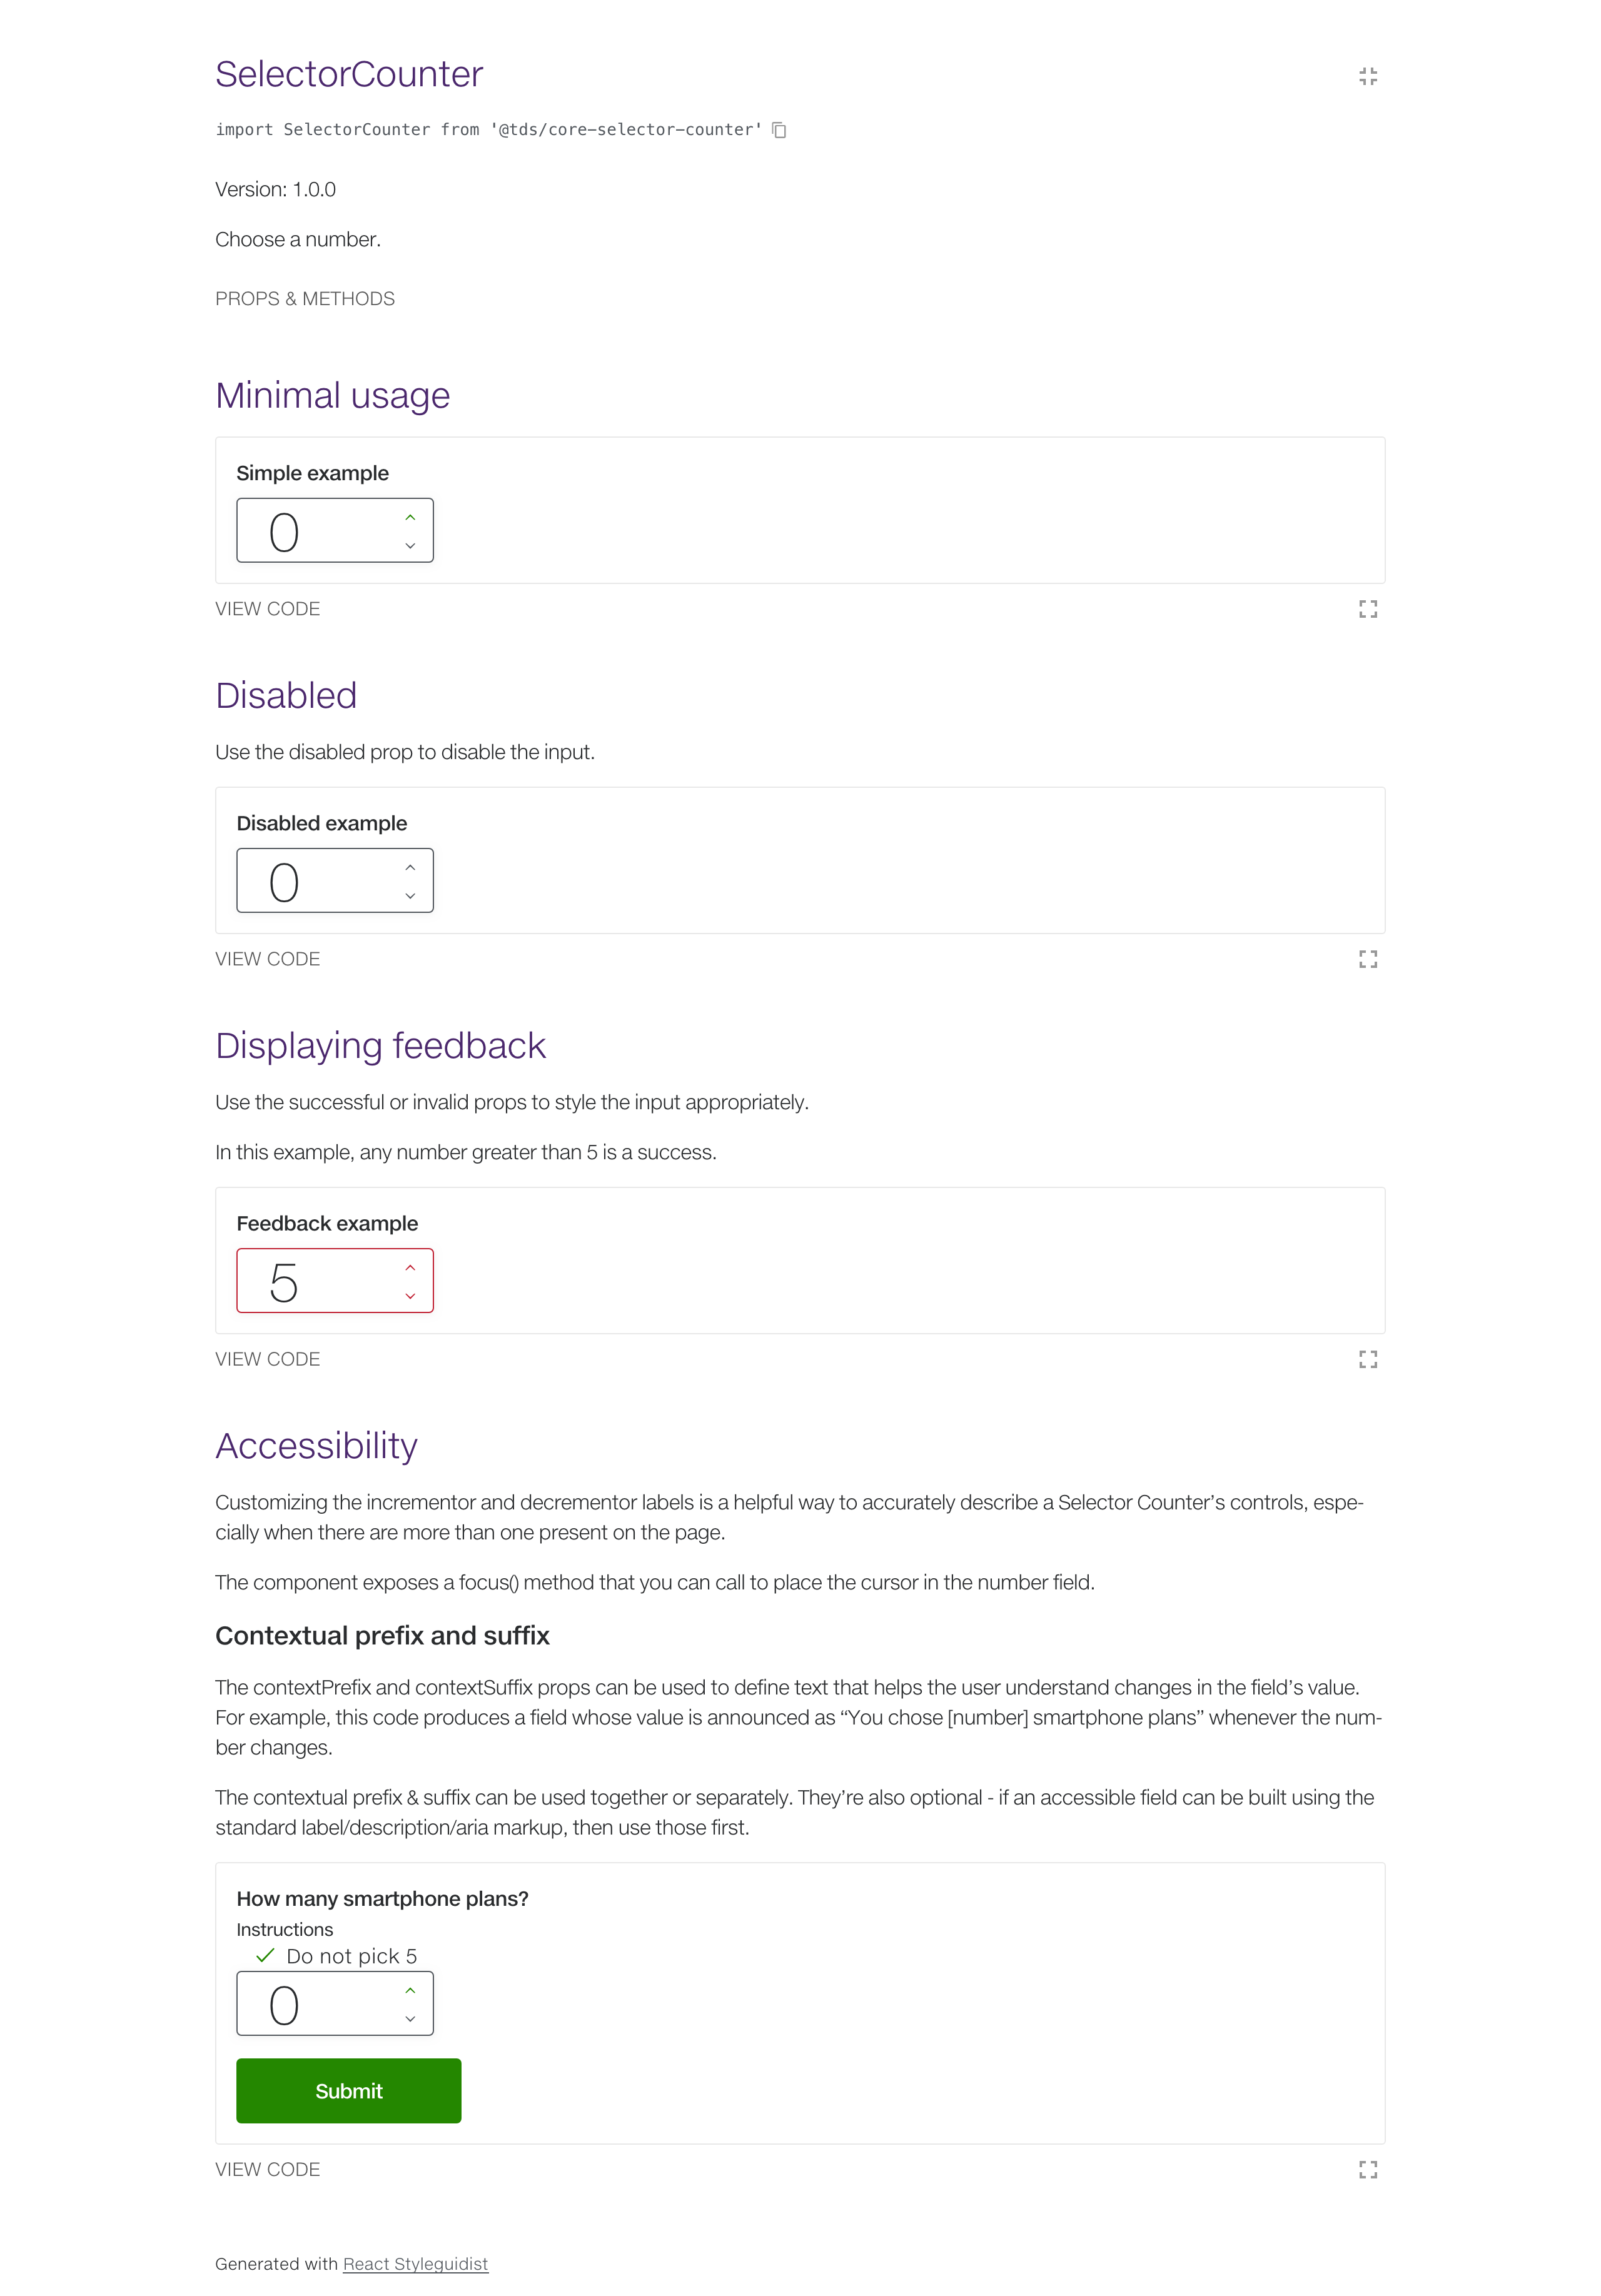 SelectorCounter
import SelectorCounter from '@tds/core-selector-counter'
Version: 1.0.0
Choose a number.
PROPS & METHODS
Minimal usage
Simple example
0
VIEW CODE
Disabled
Use the disabled prop to disable the input.
Disabled example
0
VIEW CODE
Displaying feedback
Use the successful or invalid props to style the input appropriately.
In this example, any number greater than 5 is a success.
Feedback example
5
VIEW CODE
Accessibility
Customizing the incrementor and decrementor labels is a helpful way to accurately describe a Selector Counter’s controls, espe-
cially when there are more than one present on the page.
The component exposes a focus() method that you can call to place the cursor in the number field.
Contextual prefix and suffix
The contextPrefix and contextSuffix props can be used to define text that helps the user understand changes in the field’s value.
For example, this code produces a field whose value is announced as “You chose [number] smartphone plans” whenever the num-
ber changes.
The contextual prefix & suffix can be used together or separately. They’re also optional - if an accessible field can be built using the
standard label/description/aria markup, then use those first.
How many smartphone plans?
Instructions
Do not pick 5
0
Submit
VIEW CODE
Generated with React Styleguidist